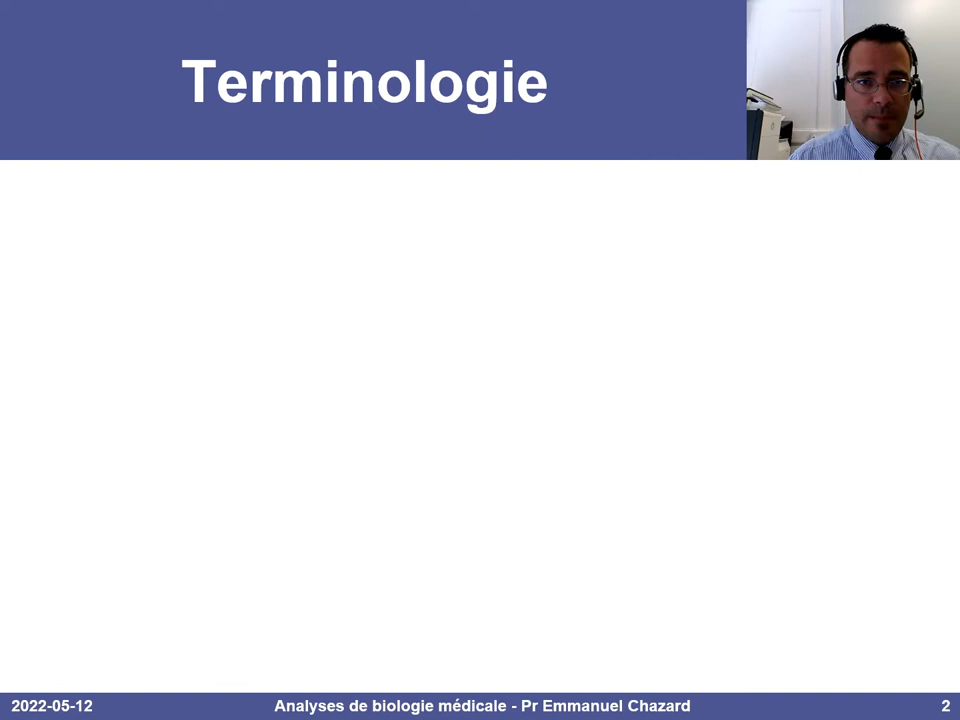 Terminologie
2022-05-12
Analyses de biologie médicale - Pr Emmanuel Chazard
2